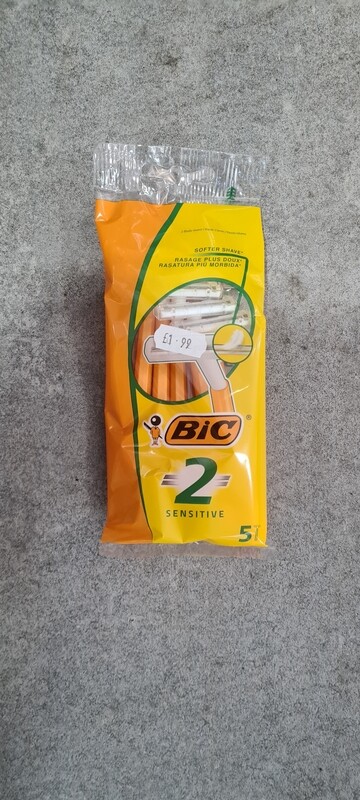 SOFTER SHAVE*
RASAGE PLUS DOUX*
RASATURA PIÙ MORBIDA*
£1.99
BIC®
2
SENSITIVE
5